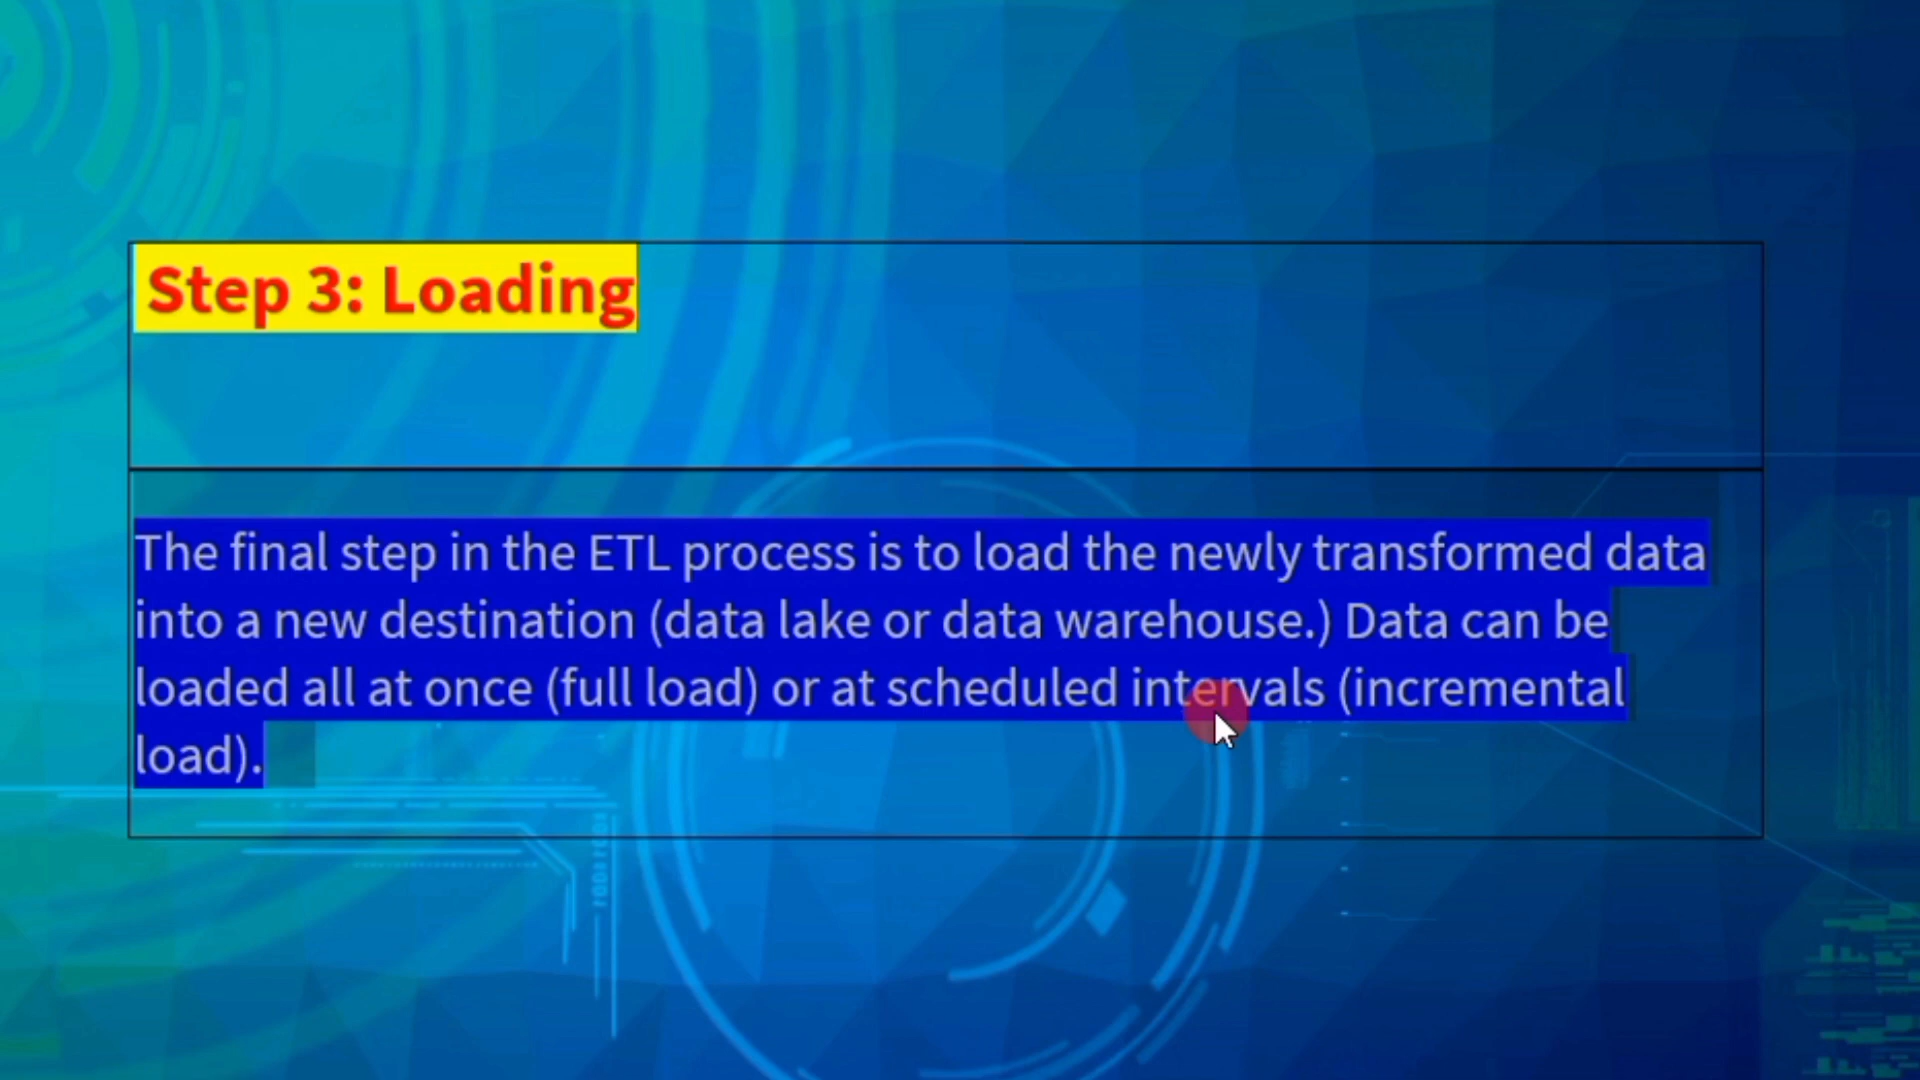 Step 3: Loading
The final step in the ETL process is to load the newly transformed data
into a new destination (data lake or data warehouse.) Data can be
loaded all at once (full load) or at scheduled intervals (incremental
load).